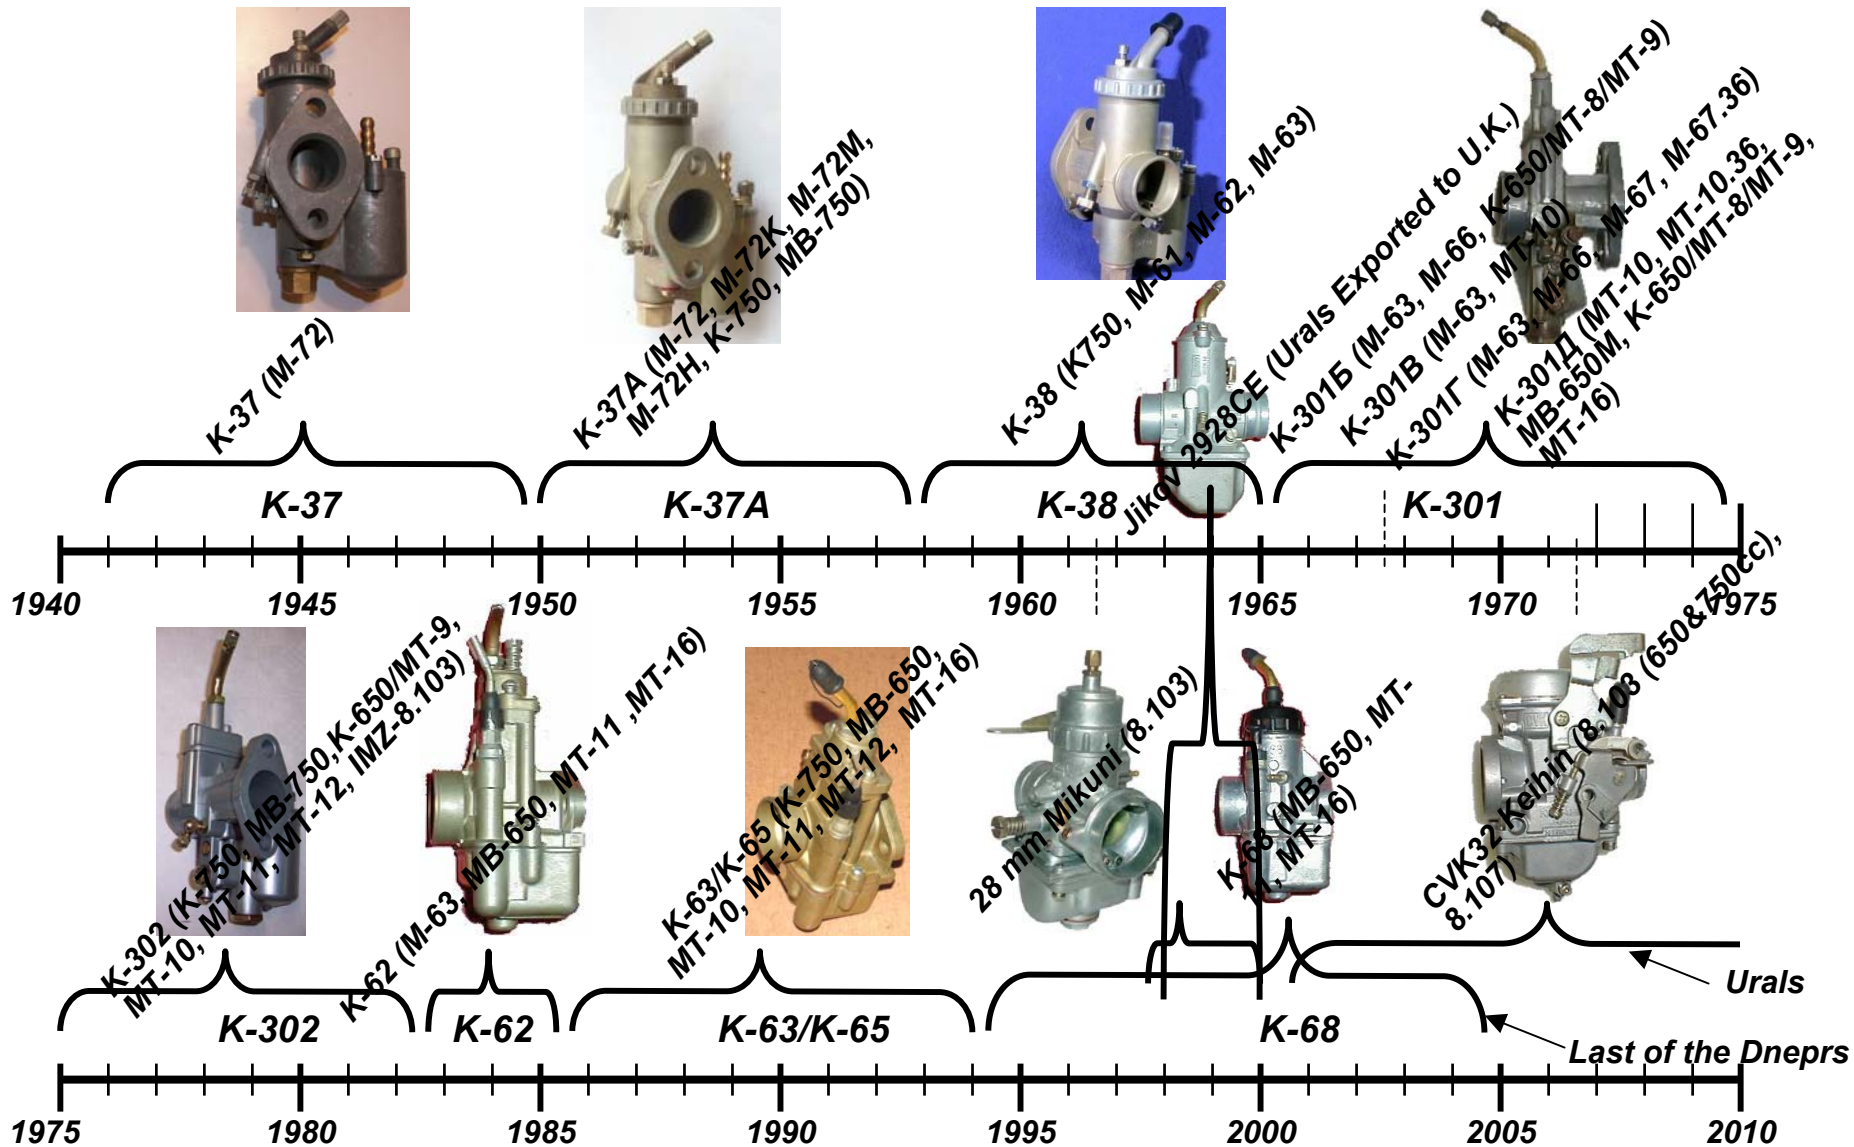 K-37 (M-72)
K-37A (M-72, M-72K, M-72M,
M-72H, K-750, MB-750)
K-38 (K750, M-61, M-62, M-63)
Jikov 2928CE (Urals Exported to U.K.)
K-301Б (M-63, M-66, K-650/MT-8/MT-9)
K-301В (M-63, MT-10)
K-301Г (M-63, M-66, M-67, M-67.36)
K-301Д (MT-10, MT-10.36,
MB-650M, K-650/MT-8/MT-9,
MT-16)
K-37
K-37A
K-38
K-301
1940
1945
1950
1955
1960
1965
1970
1975
K-302 (K-750, MB-750, K-650/MT-9,
MT-10, MT-11, MT-12, IMZ-8.103)
K-62 (M-63, MB-650, MT-11 ,MT-16)
K-63/K-65 (K-750, MB-650,
MT-10, MT-11, MT-12, MT-16)
28 mm Mikuni (8.103)
K-68 (MB-650, MT-
11, MT-16)
CVK32 Keihin (8.103 (650&750cc),
8.107)
Urals
K-302
K-62
K-63/K-65
K-68
Last of the Dneprs
1975
1980
1985
1990
1995
2000
2005
2010